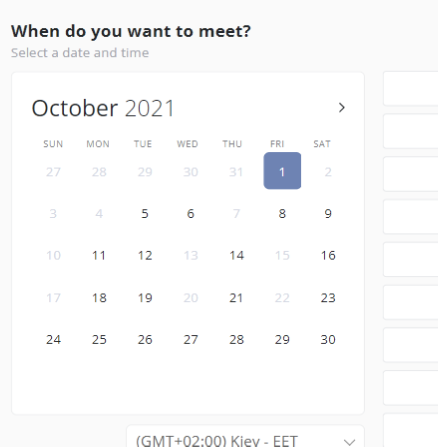 When do you want to meet?
Select a date and time
October 2021
SUN MON TUE WED THU FRI SAT
27 28 29 30 31 1 2
3 4 5 6 7 8 9
10 11 12 13 14 15 16
17 18 19 20 21 22 23
24 25 26 27 28 29 30
(GMT+02:00) Kiev - EET